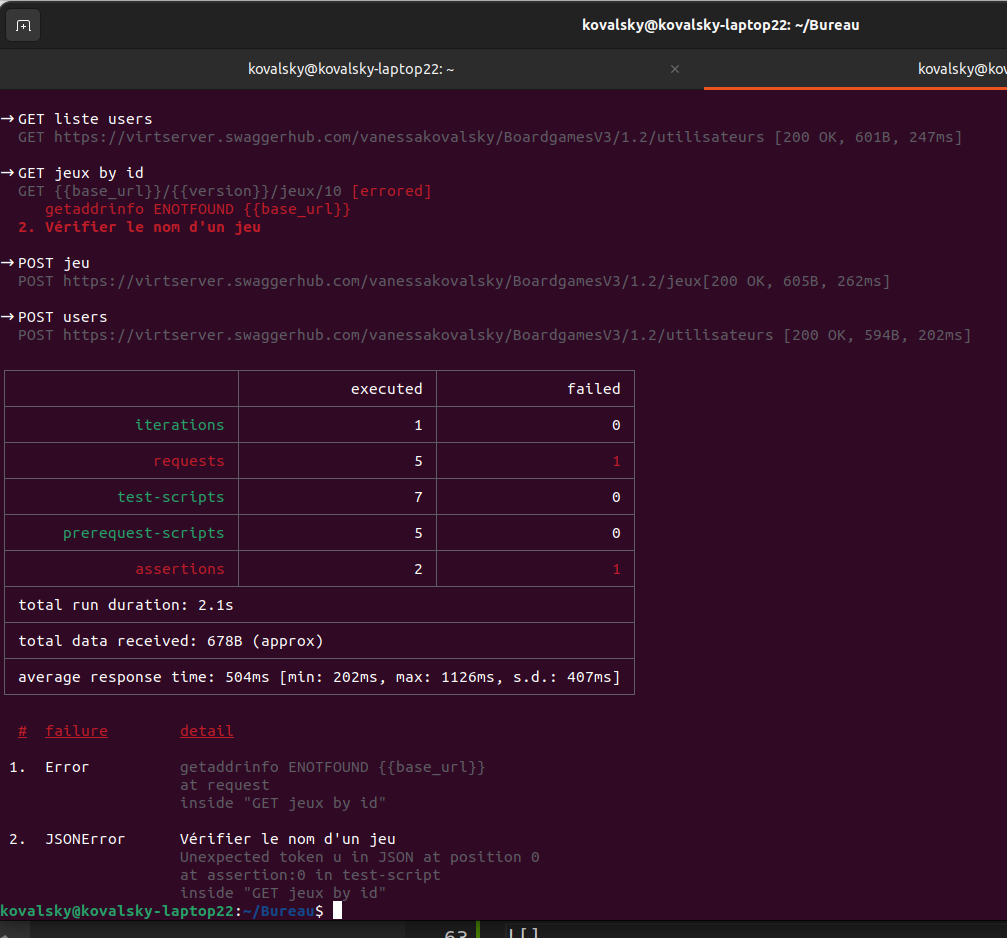 kovalsky@kovalsky-laptop22: ~/Bureau
kovalsky@kovalsky-laptop22: ~ × kovalsky@kov
→ GET liste users
GET https://virtserver.swaggerhub.com/vanessakovalsky/BoardgamesV3/1.2/utilisateurs [200 OK, 601B, 247ms]
→ GET jeux by id
GET {{base_url}}/{{version}}/jeux/10 [errored]
getaddrinfo ENOTFOUND {{base_url}}
2. Vérifier le nom d'un jeu
→ POST jeu
POST https://virtserver.swaggerhub.com/vanessakovalsky/BoardgamesV3/1.2/jeux[200 OK, 605B, 262ms]
→ POST users
POST https://virtserver.swaggerhub.com/vanessakovalsky/BoardgamesV3/1.2/utilisateurs [200 OK, 594B, 202ms]
executed failed
iterations 1 0
requests 5 1
test-scripts 7 0
prerequest-scripts 5 0
assertions 2 1
total run duration: 2.1s
total data received: 678B (approx)
average response time: 504ms [min: 202ms, max: 1126ms, s.d.: 407ms]
# failure detail
1. Error getaddrinfo ENOTFOUND {{base_url}}
at request
inside "GET jeux by id"
2. JSONError Vérifier le nom d'un jeu
Unexpected token u in JSON at position 0
at assertion:0 in test-script
inside "GET jeux by id"
kovalsky@kovalsky-laptop22:~/Bureau$
63 ![]